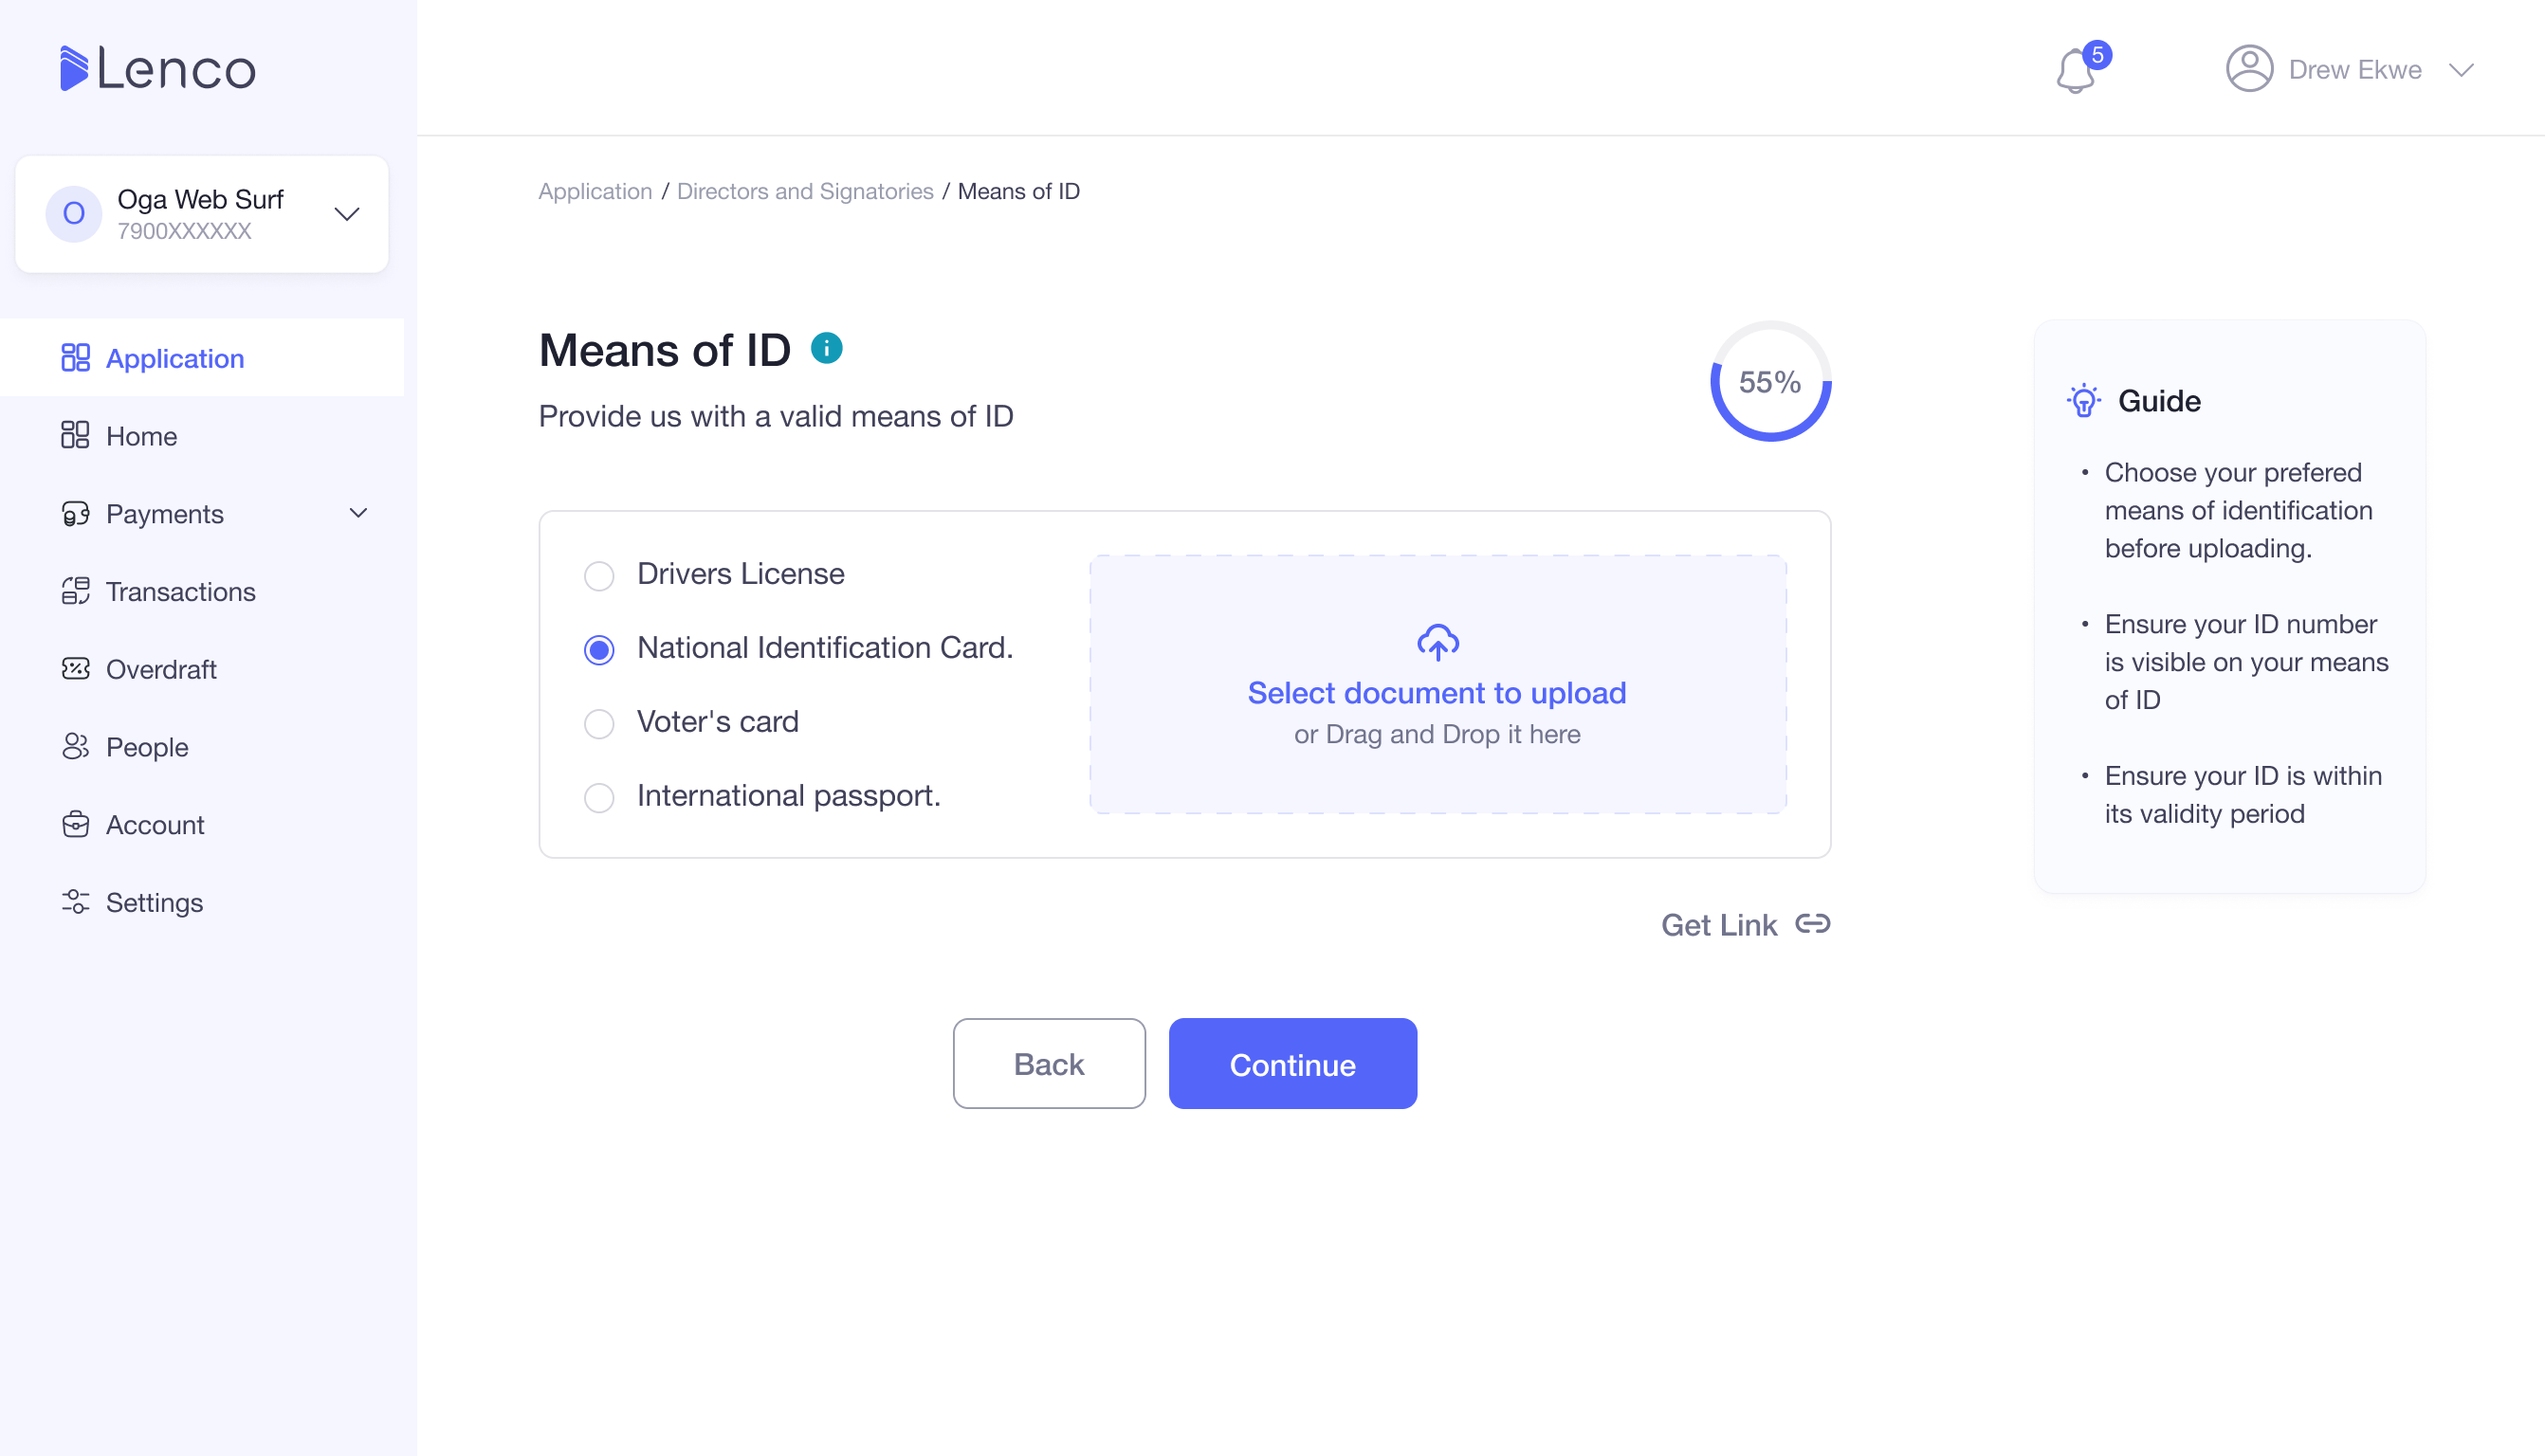 Lenco
5
Drew Ekwe
O
Oga Web Surf
7900XXXXXX
Application
Home
Payments
Transactions
Overdraft
People
Account
Settings
Application / Directors and Signatories / Means of ID
Means of ID
Provide us with a valid means of ID
55%
Drivers License
National Identification Card.
Voter's card
International passport.
Select document to upload
or Drag and Drop it here
Get Link
Back
Continue
Guide
• Choose your prefered
means of identification
before uploading.
• Ensure your ID number
is visible on your means
of ID
• Ensure your ID is within
its validity period